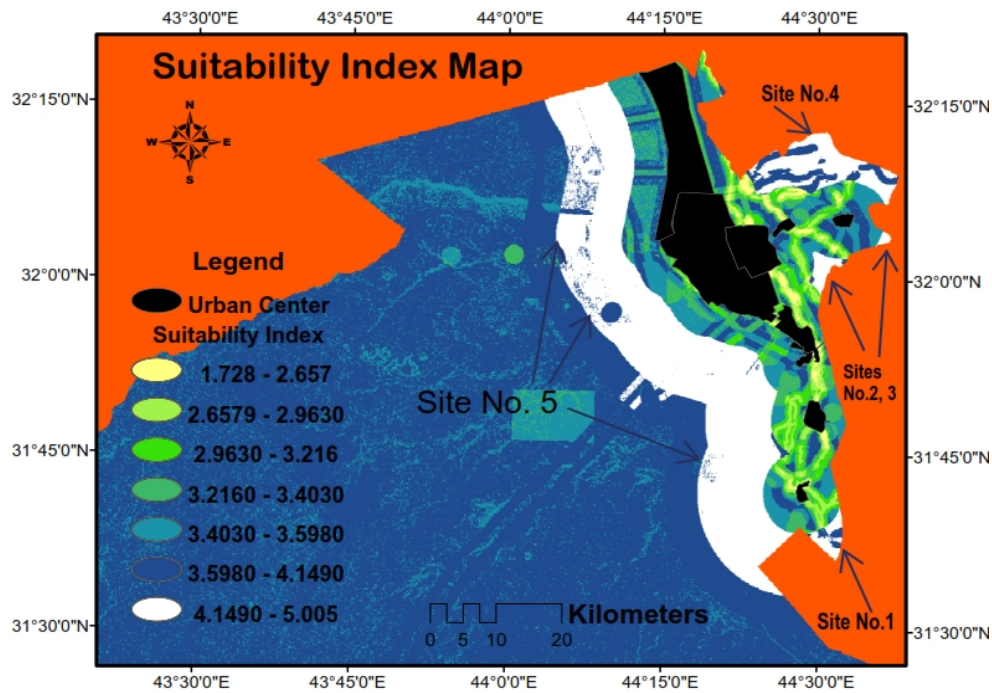 43°30'0"E 43°45'0"E 44°0'0"E 44°15'0"E 44°30'0"E
Suitability Index Map
32°15'0"N
32°15'0"N
N
W E
S
Site No.4
Legend
32°0'0"N
32°0'0"N
Urban Center
Suitability Index
1.728 - 2.657
2.6579 - 2.9630
2.9630 - 3.216
3.2160 - 3.4030
3.4030 - 3.5980
3.5980 - 4.1490
4.1490 - 5.005
Sites
No.2, 3
Site No. 5
31°45'0"N
31°45'0"N
Site No.1
Kilometers
0 5 10 20
31°30'0"N
31°30'0"N
43°30'0"E 43°45'0"E 44°0'0"E 44°15'0"E 44°30'0"E